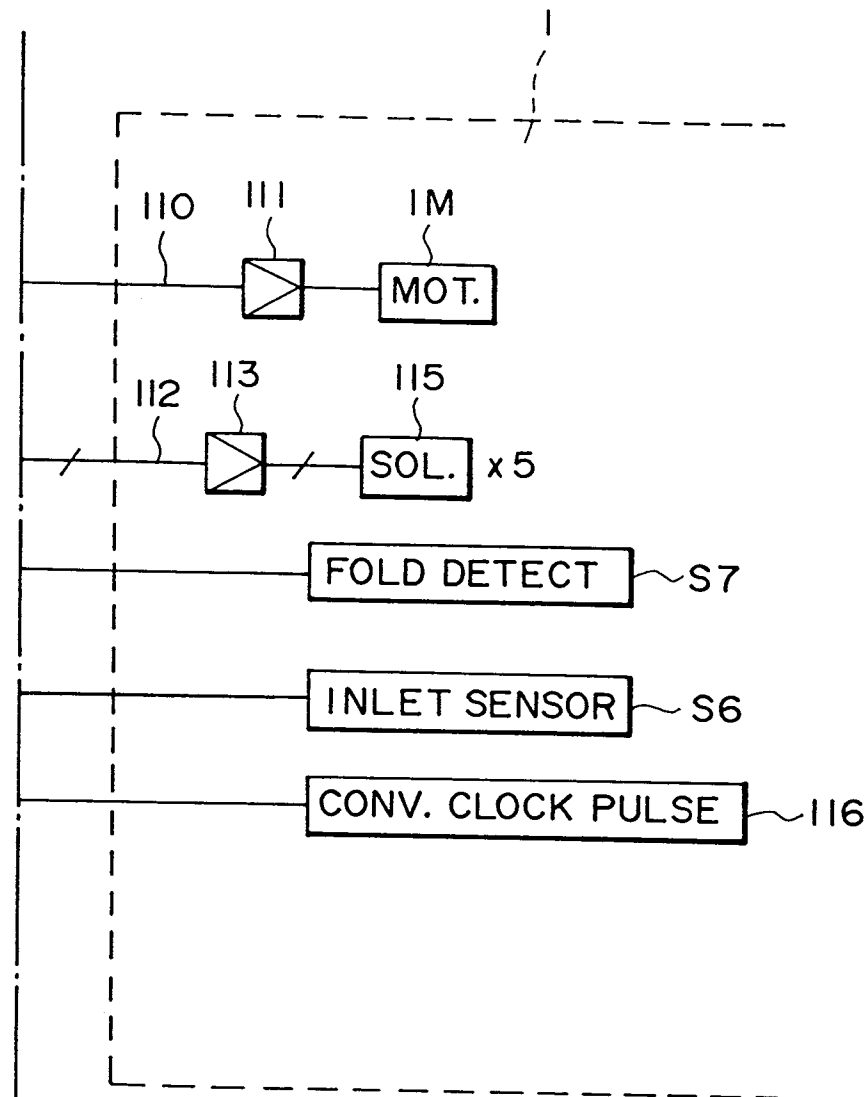 1
110 111 1M
MOT.
112 113 115
SOL. x5
FOLD DETECT S7
INLET SENSOR S6
CONV. CLOCK PULSE 116